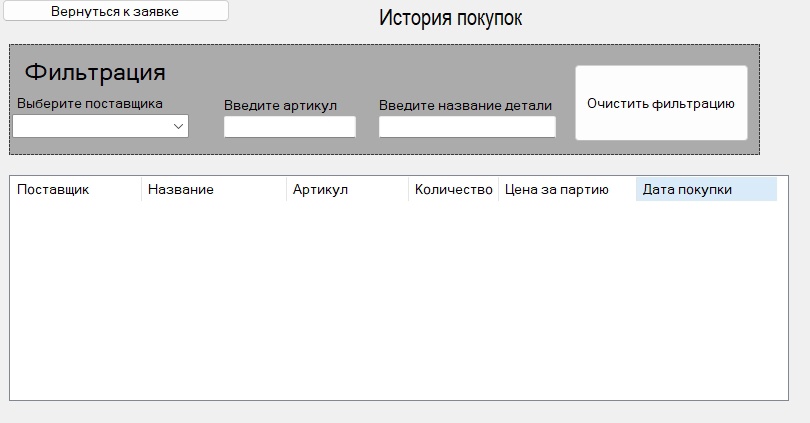 Вернуться к заявке
История покупок
Фильтрация
Выберите поставщика
Введите артикул
Введите название детали
Очистить фильтрацию
Поставщик Название Артикул Количество Цена за партию Дата покупки